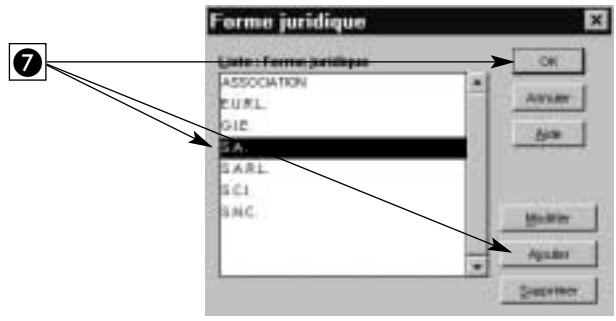 Forme juridique
7
Liste : Forme juridique
OK
ASSOCIATION
Annuler
E.U.R.L.
G.I.E.
Aide
S.A.
S.A.R.L.
S.C.I.
S.N.C.
Modifier
Ajouter
Supprimer